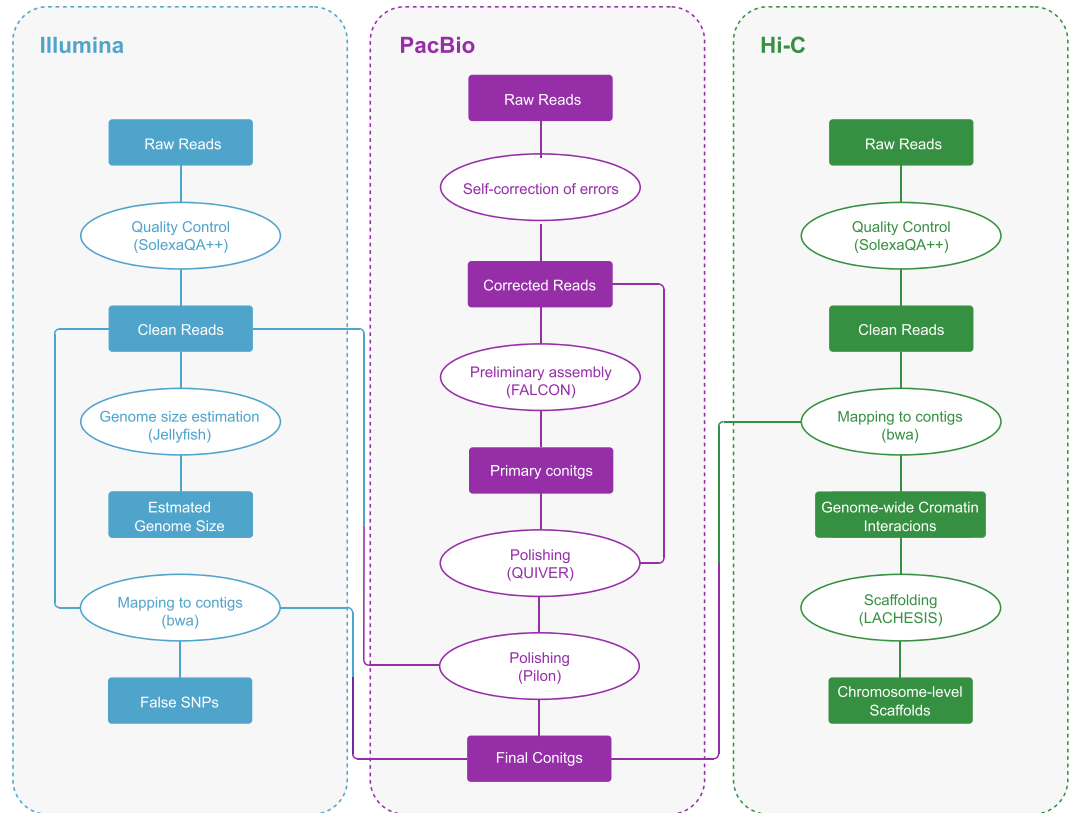 Illumina
Raw Reads
Quality Control
(SolexaQA++)
Clean Reads
Genome size estimation
(Jellyfish)
Estmated
Genome Size
Mapping to contigs
(bwa)
False SNPs
PacBio
Raw Reads
Self-correction of errors
Corrected Reads
Preliminary assembly
(FALCON)
Primary conitgs
Polishing
(QUIVER)
Polishing
(Pilon)
Final Conitgs
Hi-C
Raw Reads
Quality Control
(SolexaQA++)
Clean Reads
Mapping to contigs
(bwa)
Genome-wide Cromatin
Interacions
Scaffolding
(LACHESIS)
Chromosome-level
Scaffolds